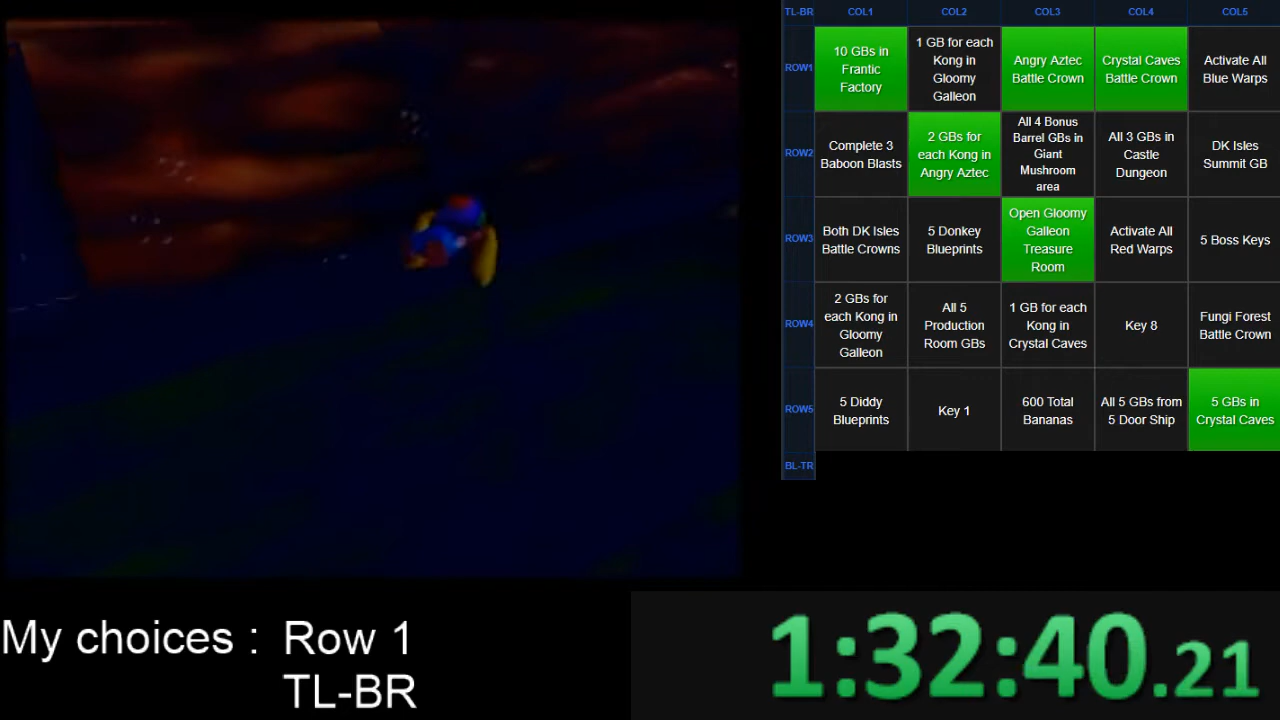 TL-BR COL1 COL2 COL3 COL4 COL5
ROW1
10 GBs in
Frantic
Factory
1 GB for each
Kong in
Gloomy
Galleon
Angry Aztec
Battle Crown
Crystal Caves
Battle Crown
Activate All
Blue Warps
ROW2
Complete 3
Baboon Blasts
2 GBs for
each Kong in
Angry Aztec
All 4 Bonus
Barrel GBs in
Giant
Mushroom
area
All 3 GBs in
Castle
Dungeon
DK Isles
Summit GB
ROW3
Both DK Isles
Battle Crowns
5 Donkey
Blueprints
Open Gloomy
Galleon
Treasure
Room
Activate All
Red Warps
5 Boss Keys
ROW4
2 GBs for
each Kong in
Gloomy
Galleon
All 5
Production
Room GBs
1 GB for each
Kong in
Crystal Caves
Key 8
Fungi Forest
Battle Crown
ROW5
5 Diddy
Blueprints
Key 1
600 Total
Bananas
All 5 GBs from
5 Door Ship
5 GBs in
Crystal Caves
BL-TR
My choices : Row 1
TL-BR
1:32:40.21